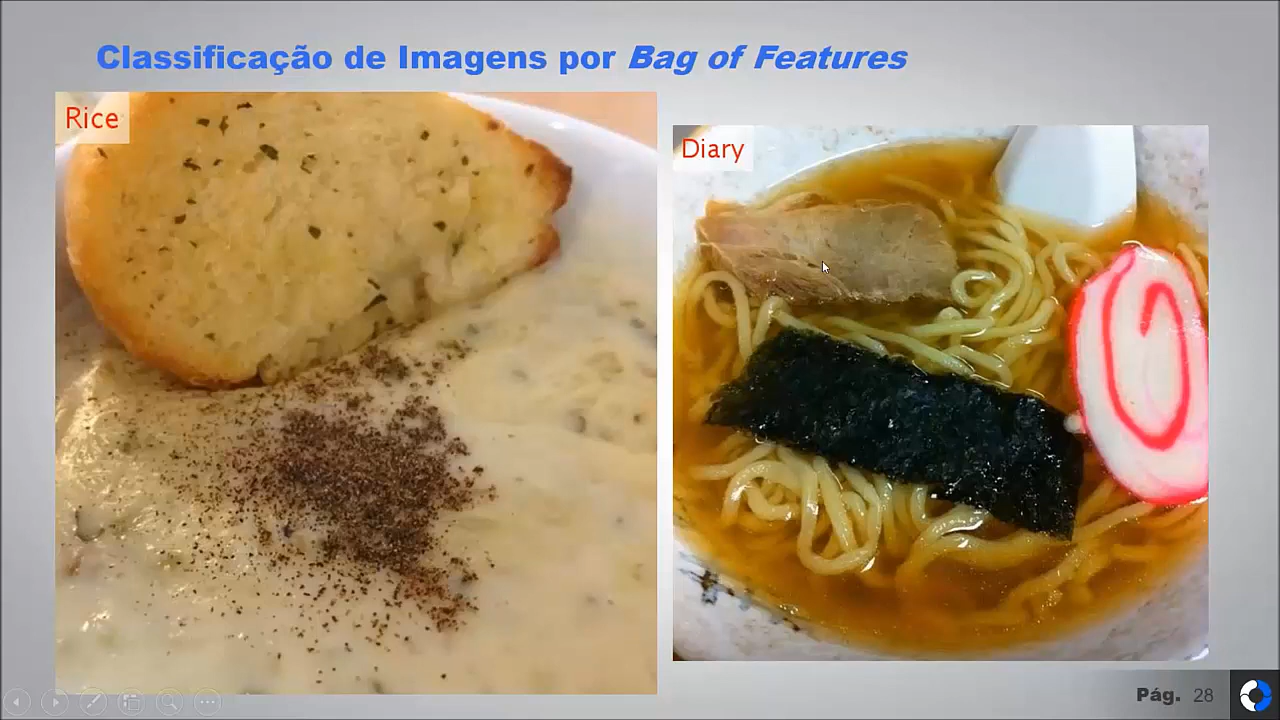 Classificação de Imagens por Bag of Features
Rice
Diary
Pág. 28